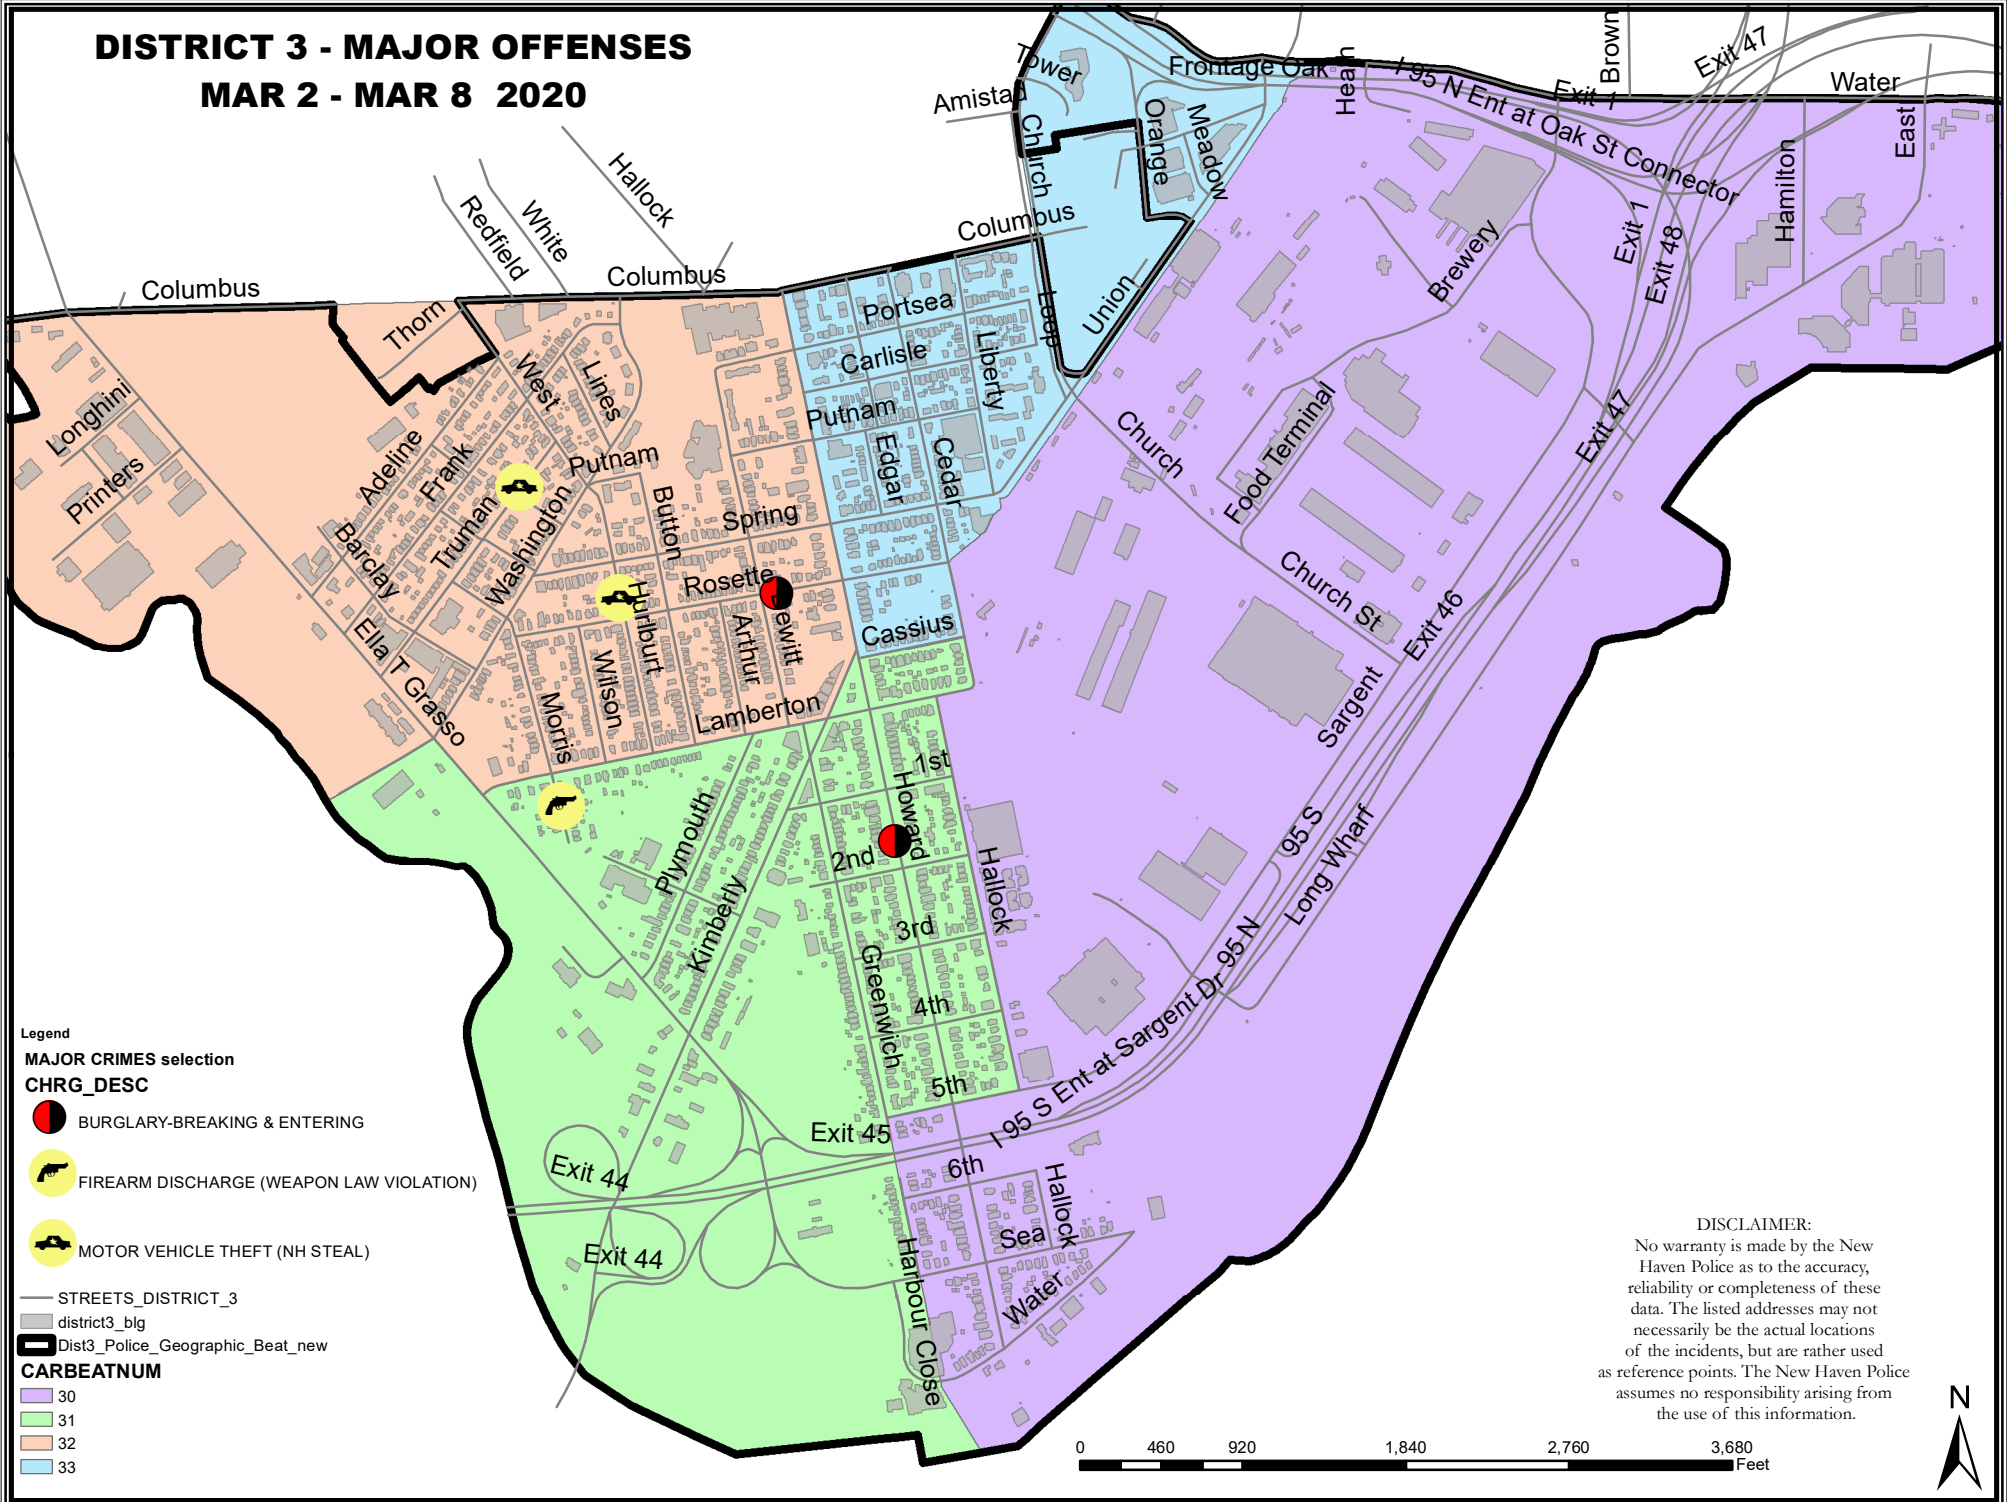 DISTRICT 3 - MAJOR OFFENSES
MAR 2 - MAR 8 2020
Tower
Amistad
Church
Orange
Meadow
Frontage Oak
Heath
I 95 N Ent at Oak St Connector
Exit 1
Brown
Exit 47
Water
East
Hamilton
Exit 1
Exit 48
Brewery
Hallock
White
Redfield
Columbus
Columbus
Columbus
Thorn
Portsea
Carlisle
Liberty
Loop
Union
Putnam
Edgar
Cedar
Church
Food Terminal
Exit 47
Longhini
Printers
Adeline
Frank
West
Lines
Putnam
Truman
Washington
Button
Spring
Barclay
Rosette
Hurlburt
Arthur
ewitt
Cassius
Church St
Exit 46
Sargent
Ella T Grasso
Morris
Wilson
Lamberton
1st
Howard
2nd
Plymouth
Kimberly
Hallock
3rd
Greenwich
4th
5th
95 S
Long Wharf
95 N
I 95 S Ent at Sargent Dr
Exit 45
Exit 44
6th
Hallock
Sea
Exit 44
Harbour Close
Water
Legend
MAJOR CRIMES selection
CHRG_DESC
BURGLARY-BREAKING & ENTERING
FIREARM DISCHARGE (WEAPON LAW VIOLATION)
MOTOR VEHICLE THEFT (NH STEAL)
STREETS_DISTRICT_3
district3_blg
Dist3_Police_Geographic_Beat_new
CARBEATNUM
30
31
32
33
DISCLAIMER:
No warranty is made by the New
Haven Police as to the accuracy,
reliability or completeness of these
data. The listed addresses may not
necessarily be the actual locations
of the incidents, but are rather used
as reference points. The New Haven Police
assumes no responsibility arising from
the use of this information.
N
0 460 920 1,840 2,760 3,680
Feet